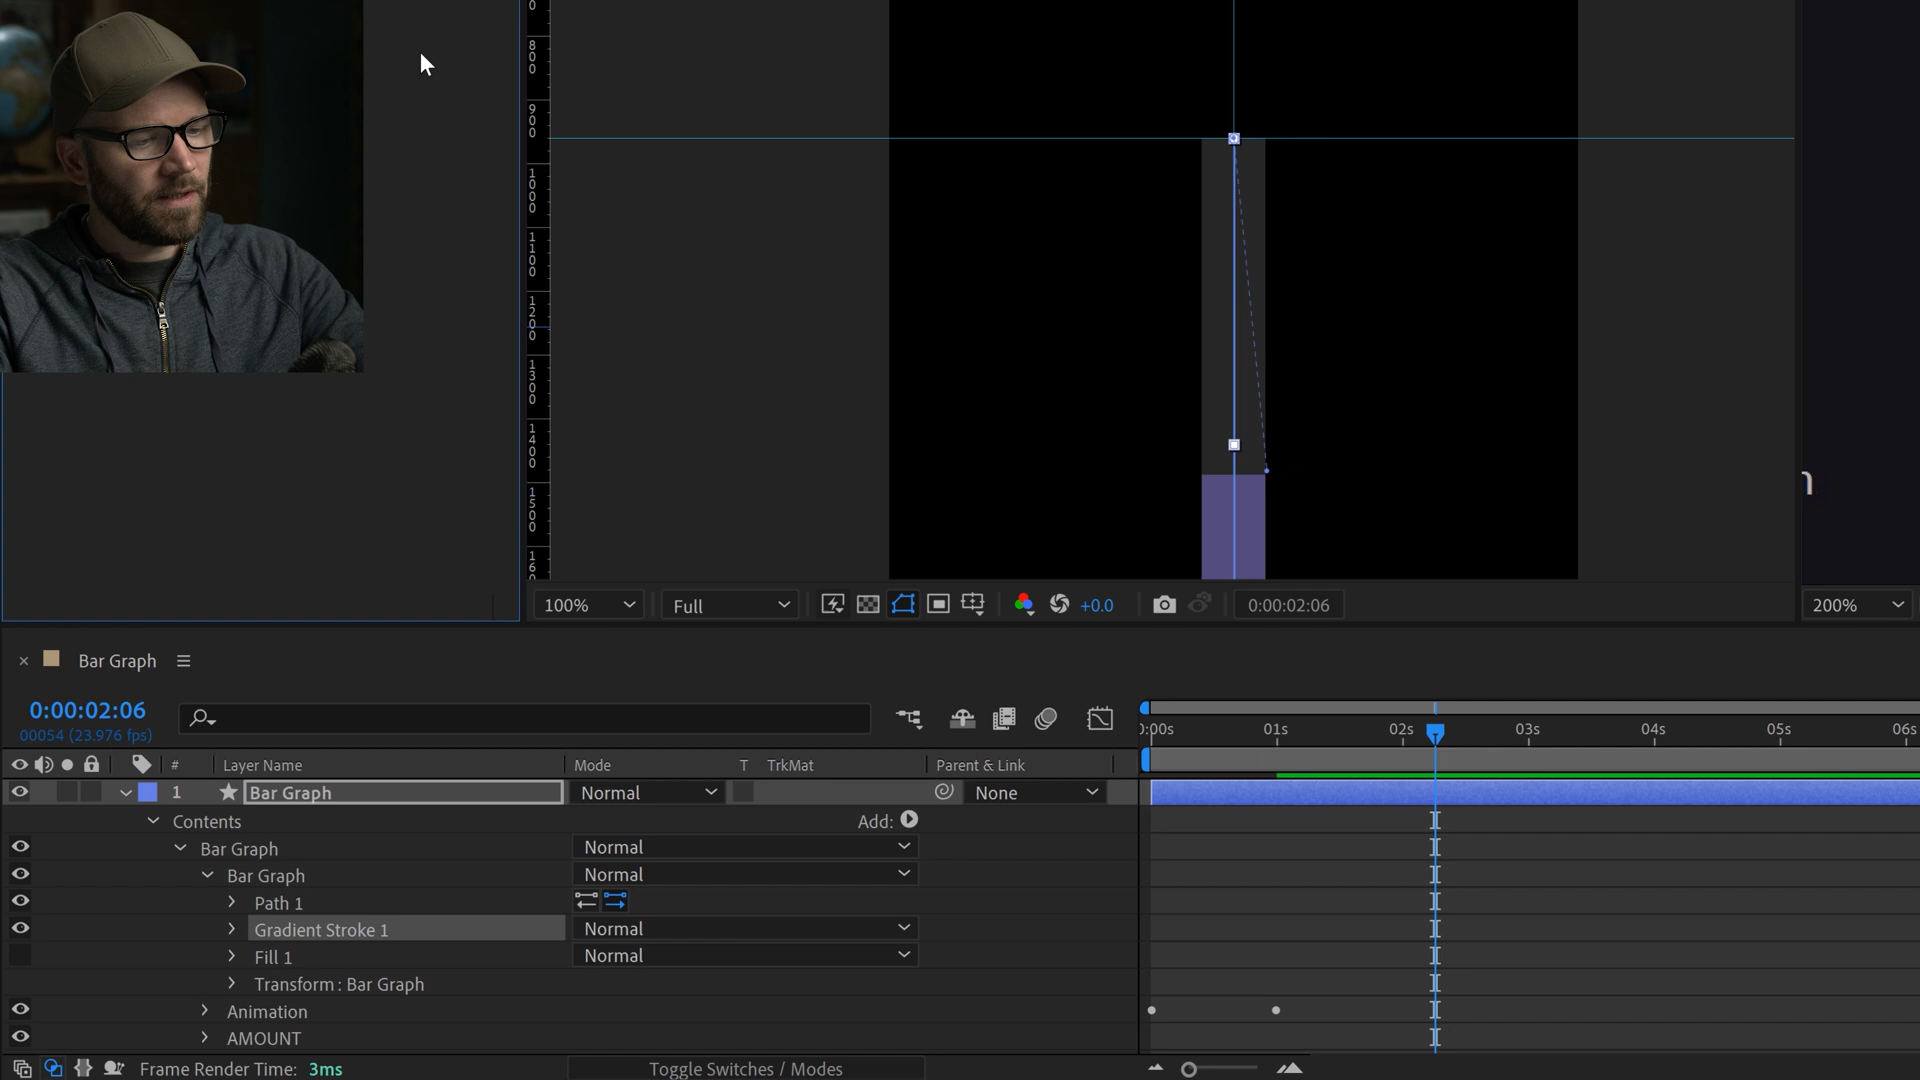 0
800
900
1000
1100
1200
1300
1400
1500
160
n
100%
Full
+0.0
0:00:02:06
200%
× Bar Graph
0:00:02:06
00054 (23.976 fps)
0:00s 01s 02s 03s 04s 05s 06s
# Layer Name Mode T TrkMat Parent & Link
1 Bar Graph Normal None
Contents Add:
Bar Graph Normal
Bar Graph Normal
Path 1
Gradient Stroke 1 Normal
Fill 1 Normal
Transform : Bar Graph
Animation
AMOUNT
Frame Render Time: 3ms Toggle Switches / Modes